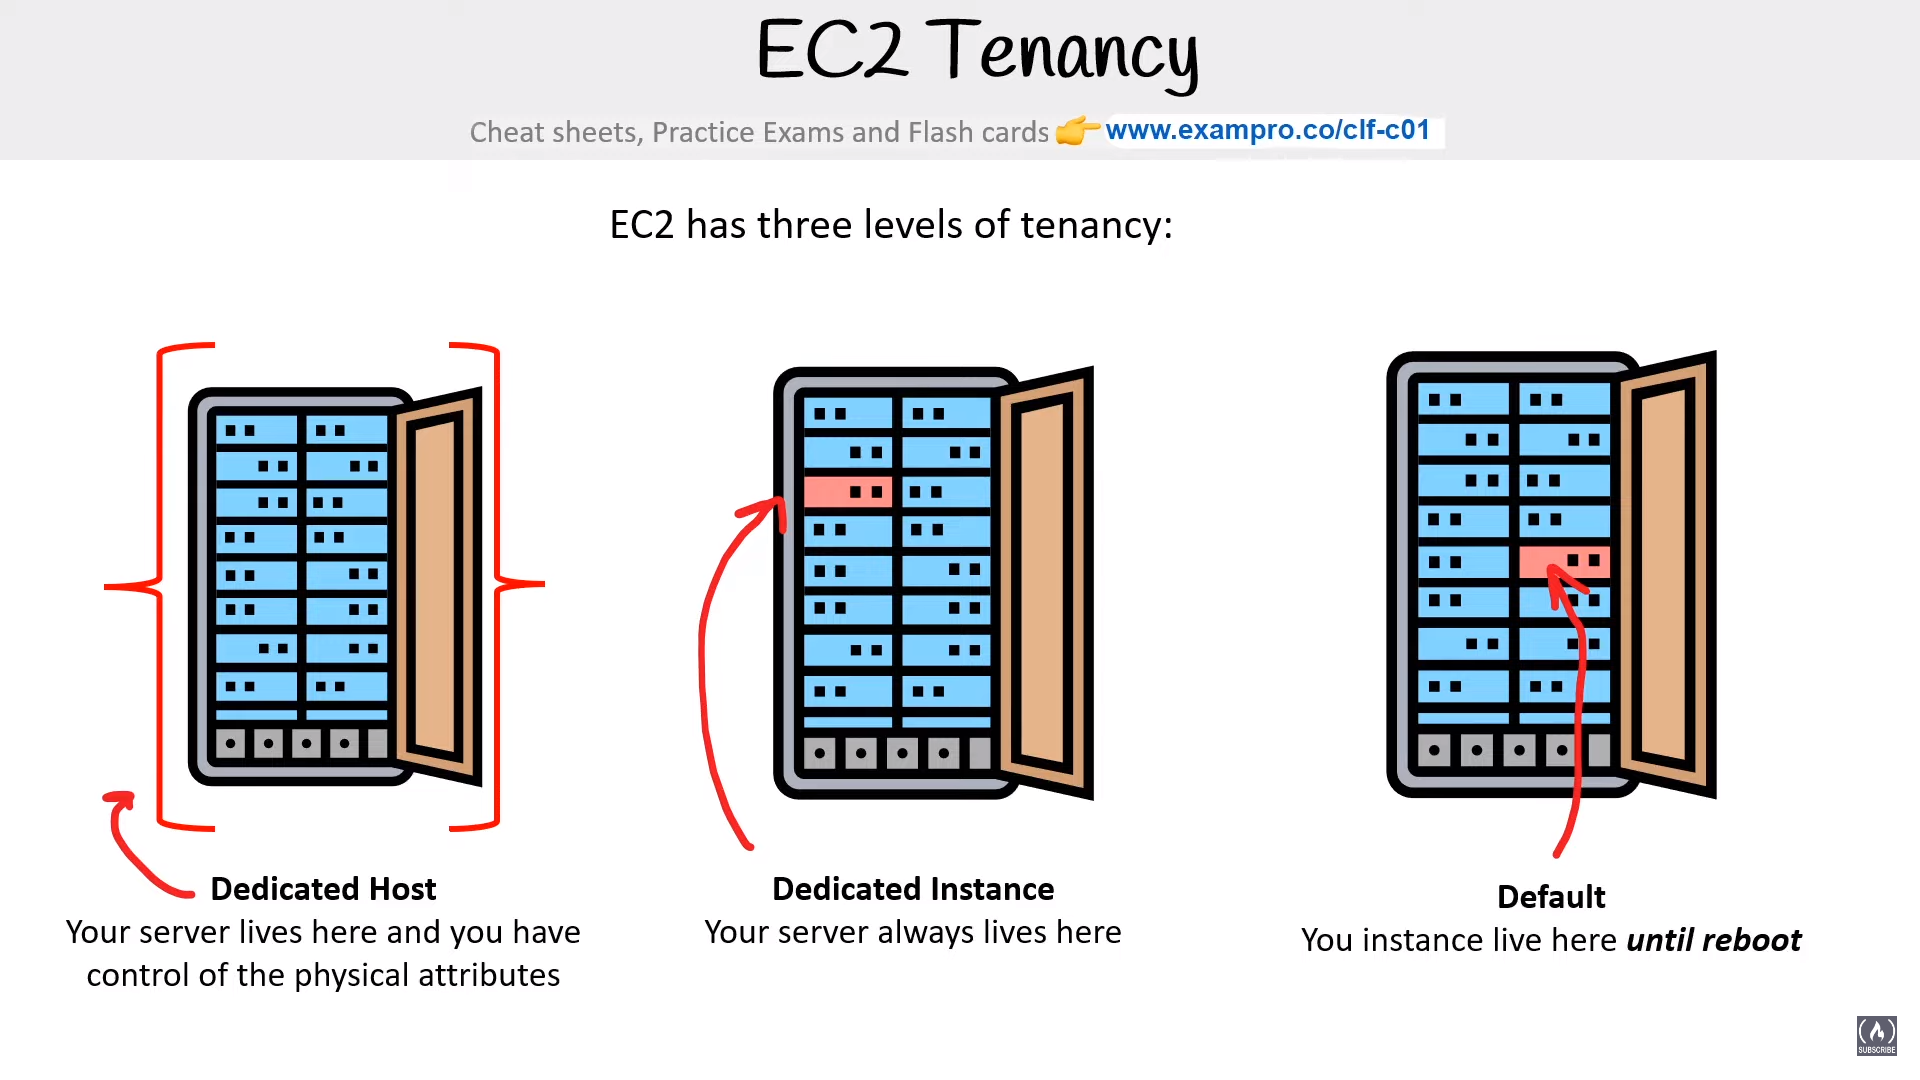 EC2 Tenancy
Cheat sheets, Practice Exams and Flash cards 👉 www.exampro.co/clf-c01
EC2 has three levels of tenancy:
Dedicated Host
Your server lives here and you have
control of the physical attributes
Dedicated Instance
Your server always lives here
Default
You instance live here until reboot
SUBSCRIBE